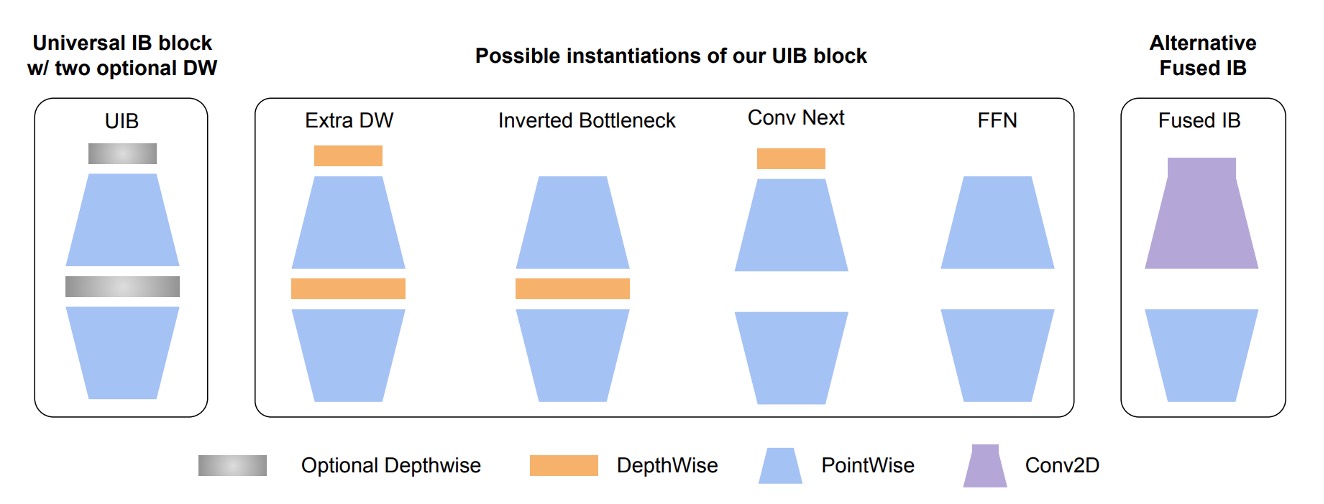 Universal IB block
w/ two optional DW
Possible instantiations of our UIB block
Alternative
Fused IB
UIB
Extra DW
Inverted Bottleneck
Conv Next
FFN
Fused IB
Optional Depthwise
DepthWise
PointWise
Conv2D